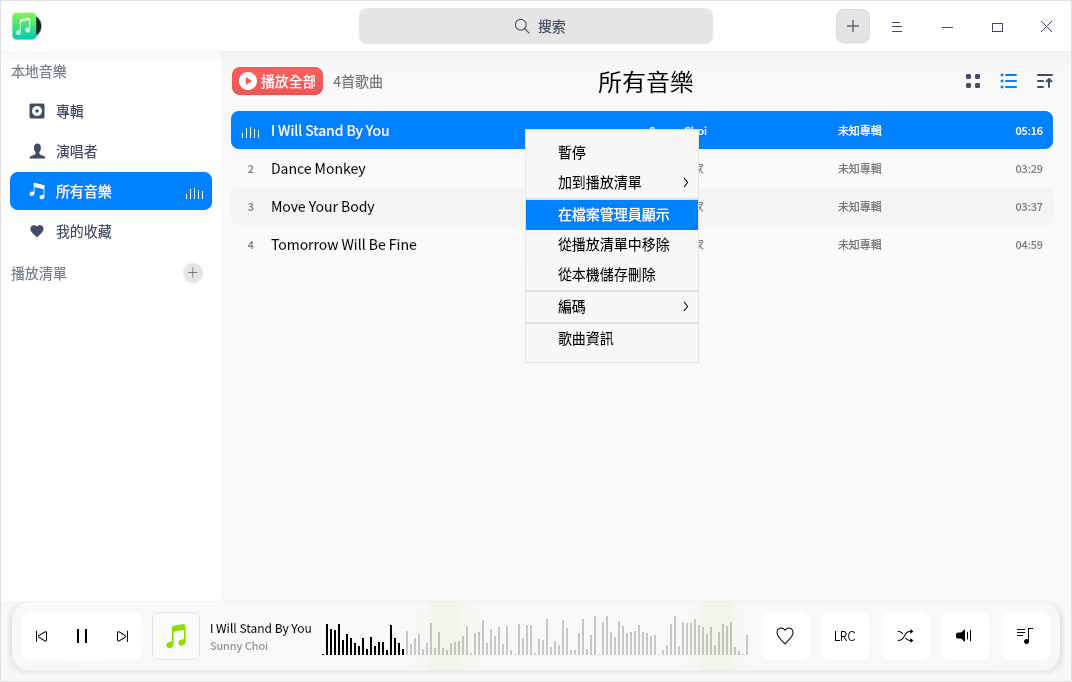 搜索
本地音樂
專輯
演唱者
所有音樂
我的收藏
播放清單
播放全部 4首歌曲
所有音樂
I Will Stand By You 未知專輯 05:16
2 Dance Monkey 家 未知專輯 03:29
3 Move Your Body 家 未知專輯 03:37
4 Tomorrow Will Be Fine 家 未知專輯 04:59
暫停
加到播放清單
在檔案管理員顯示
從播放清單中移除
從本機儲存刪除
編碼
歌曲資訊
I Will Stand By You
Sunny Choi
LRC